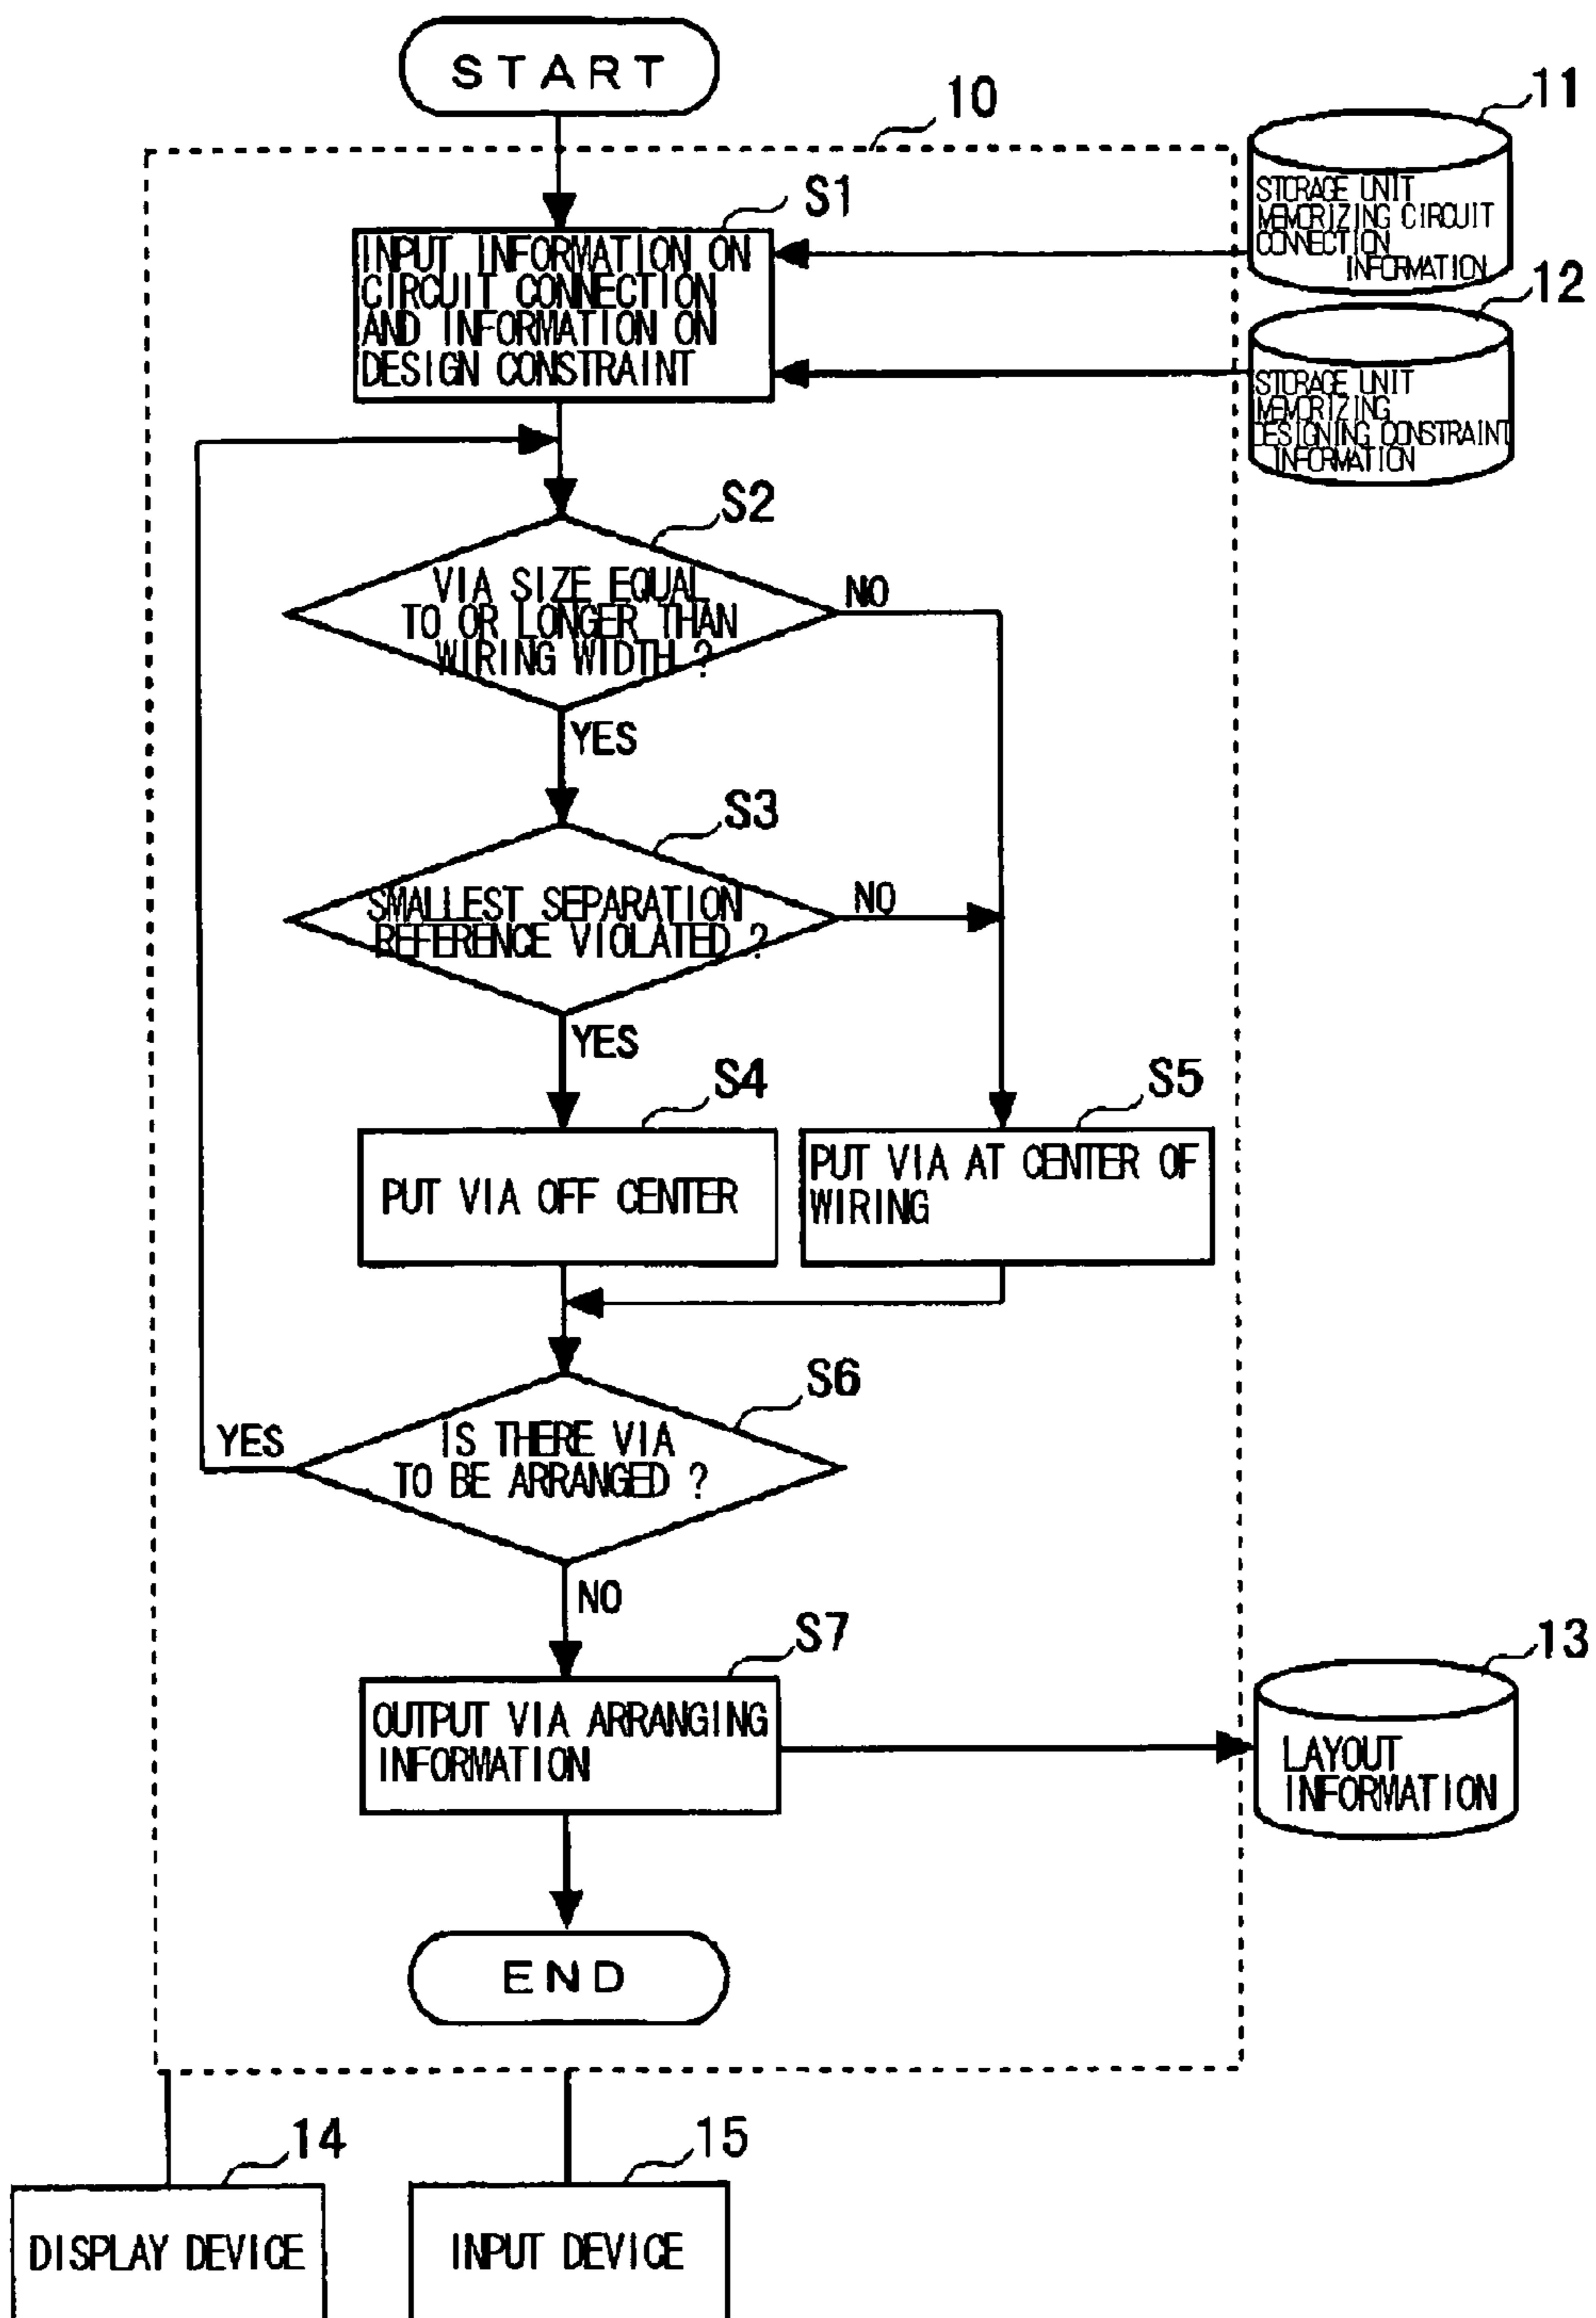 START
10
11
STORAGE UNIT
MEMORIZING CIRCUIT
CONNECTION
INFORMATION
S1
INPUT INFORMATION ON
CIRCUIT CONNECTION
AND INFORMATION ON
DESIGN CONSTRAINT
12
STORAGE UNIT
MEMORIZING
DESIGNING CONSTRAINT
INFORMATION
S2
VIA SIZE EQUAL
TO OR LONGER THAN
WIRING WIDTH ?
NO
YES
S3
SMALLEST SEPARATION
REFERENCE VIOLATED ?
NO
YES
S4
PUT VIA OFF CENTER
S5
PUT VIA AT CENTER OF
WIRING
S6
IS THERE VIA
TO BE ARRANGED ?
YES
NO
S7
OUTPUT VIA ARRANGING
INFORMATION
13
LAYOUT
INFORMATION
END
14
DISPLAY DEVICE
15
INPUT DEVICE